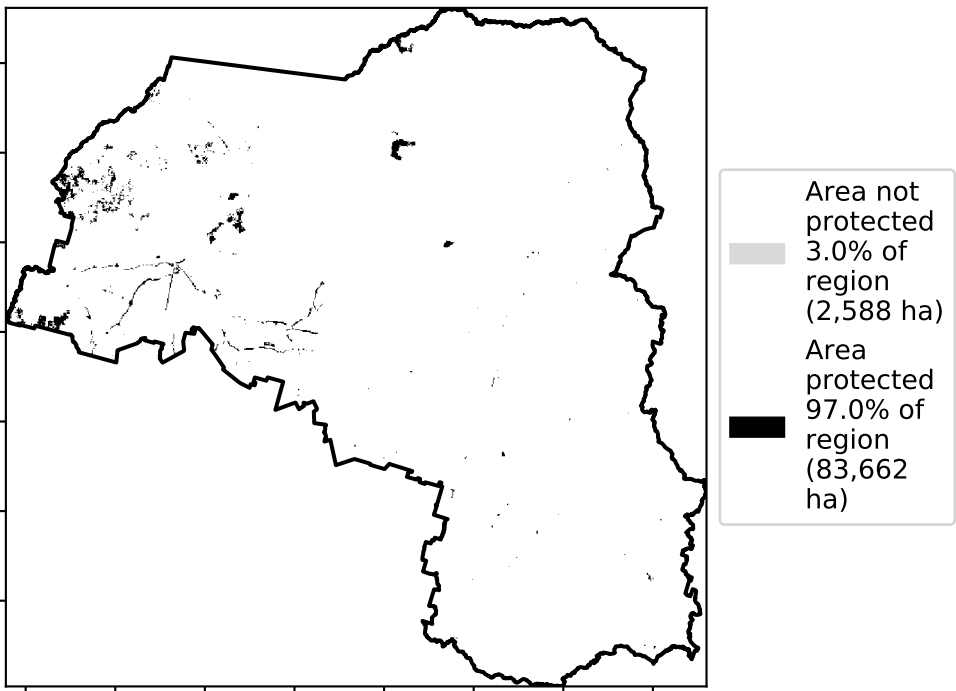 Area not
protected
3.0% of
region
(2,588 ha)
Area
protected
97.0% of
region
(83,662
ha)